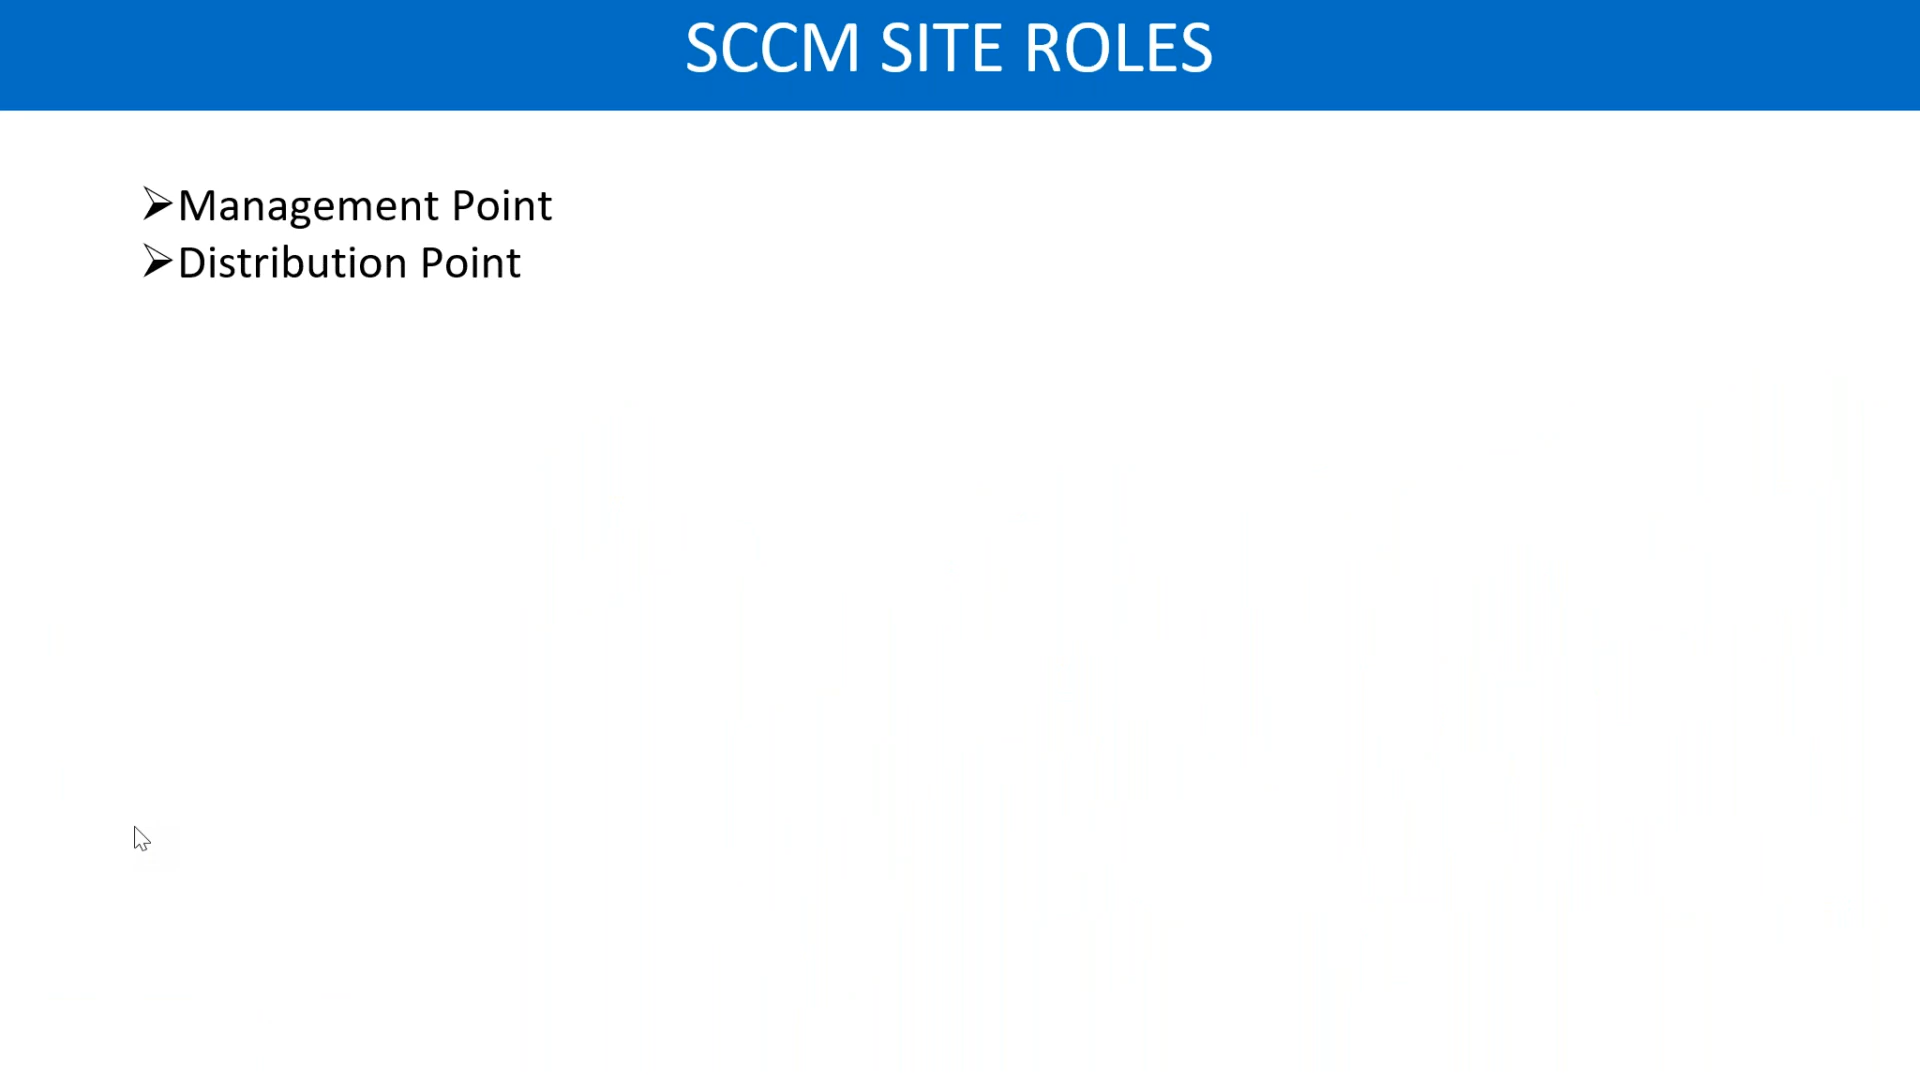 SCCM SITE ROLES
➢Management Point
➢Distribution Point